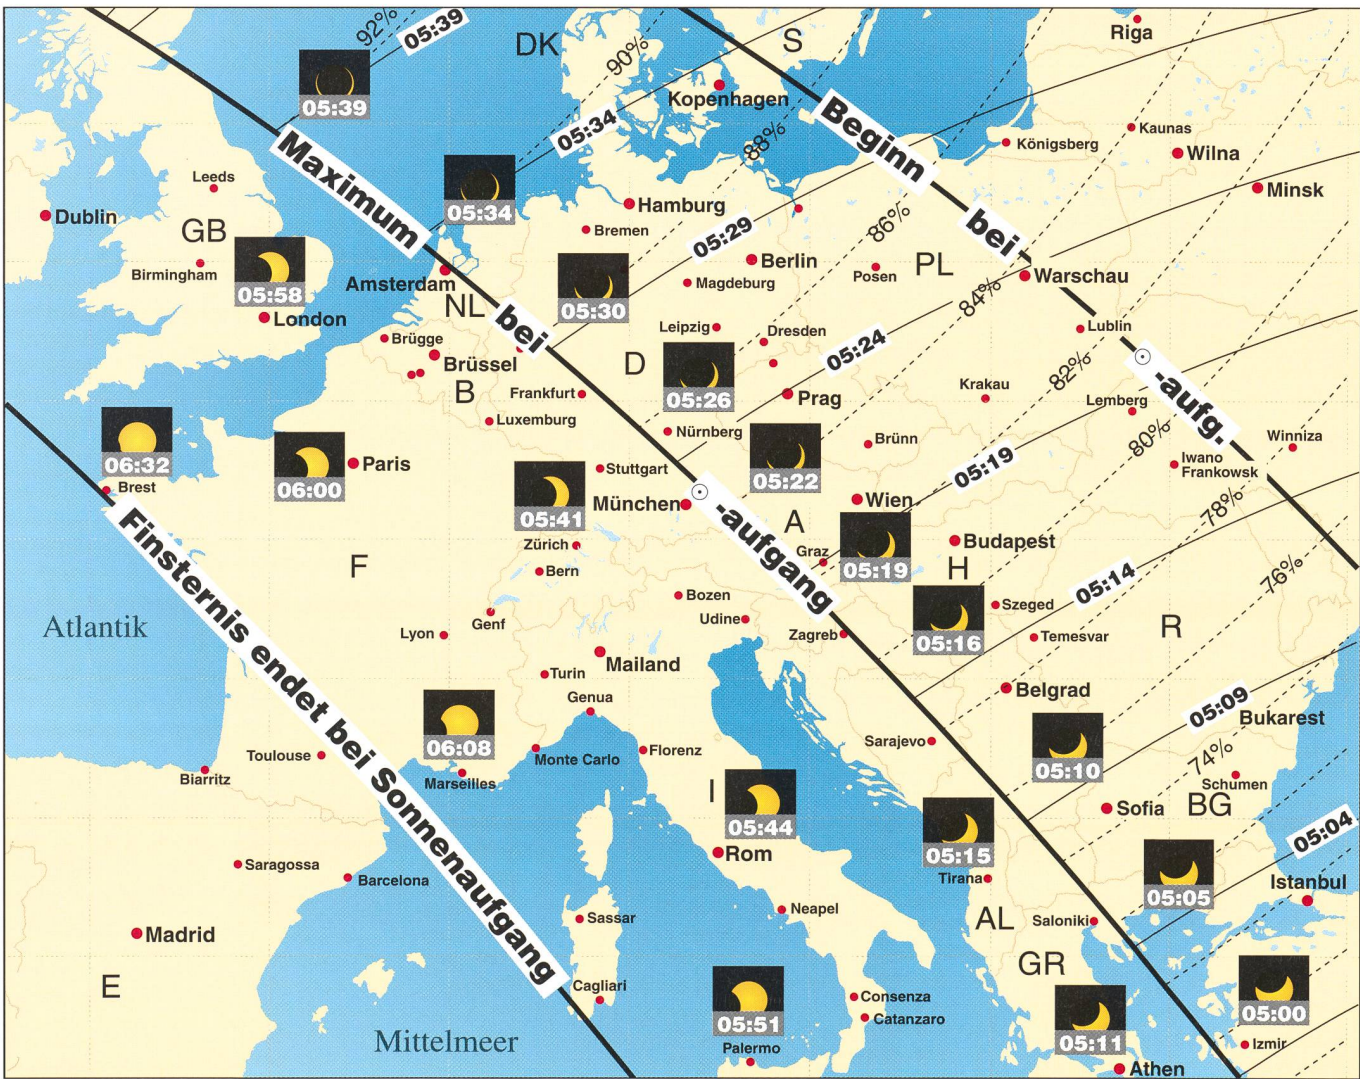 92%
05:39
DK
S
90%
Riga
05:39
Kopenhagen
05:34
88%
Beginn bei ☉ -aufg.
Kaunas
Königsberg
Wilna
Maximum bei ☉ -aufgang
Leeds
05:34
Minsk
Dublin
Hamburg
GB
Bremen
05:29
86%
Birmingham
Berlin
PL
Posen
Warschau
05:58
Amsterdam
Magdeburg
84%
NL
05:30
London
Leipzig
Dresden
Lublin
Brügge
Brüssel
D
05:24
82%
B
Frankfurt
05:26
Prag
Krakau
Lemberg
Luxemburg
Nürnberg
Brünn
80%
Winniza
06:32
Paris
05:19
Iwano
Frankowsk
Stuttgart
06:00
05:22
Brest
München
Wien
78%
05:41
A
Finsternis endet bei Sonnenaufgang
Zürich
Graz
Budapest
F
Bern
05:19
H
76%
05:14
Bozen
Szeged
Atlantik
Genf
Udine
Lyon
Zagreb
05:16
Temesvar
R
Mailand
Turin
Belgrad
Genua
05:09
Bukarest
06:08
Sarajevo
Toulouse
Monte Carlo
Florenz
74%
Biarritz
Marseilles
05:10
Schumen
I
Sofia
BG
05:44
05:04
Rom
05:15
Saragossa
Barcelona
Tirana
Istanbul
05:05
Neapel
Sassar
AL
Saloniki
Madrid
GR
E
Cagliari
Consenza
05:00
Catanzaro
05:51
Mittelmeer
Palermo
05:11
Izmir
Athen